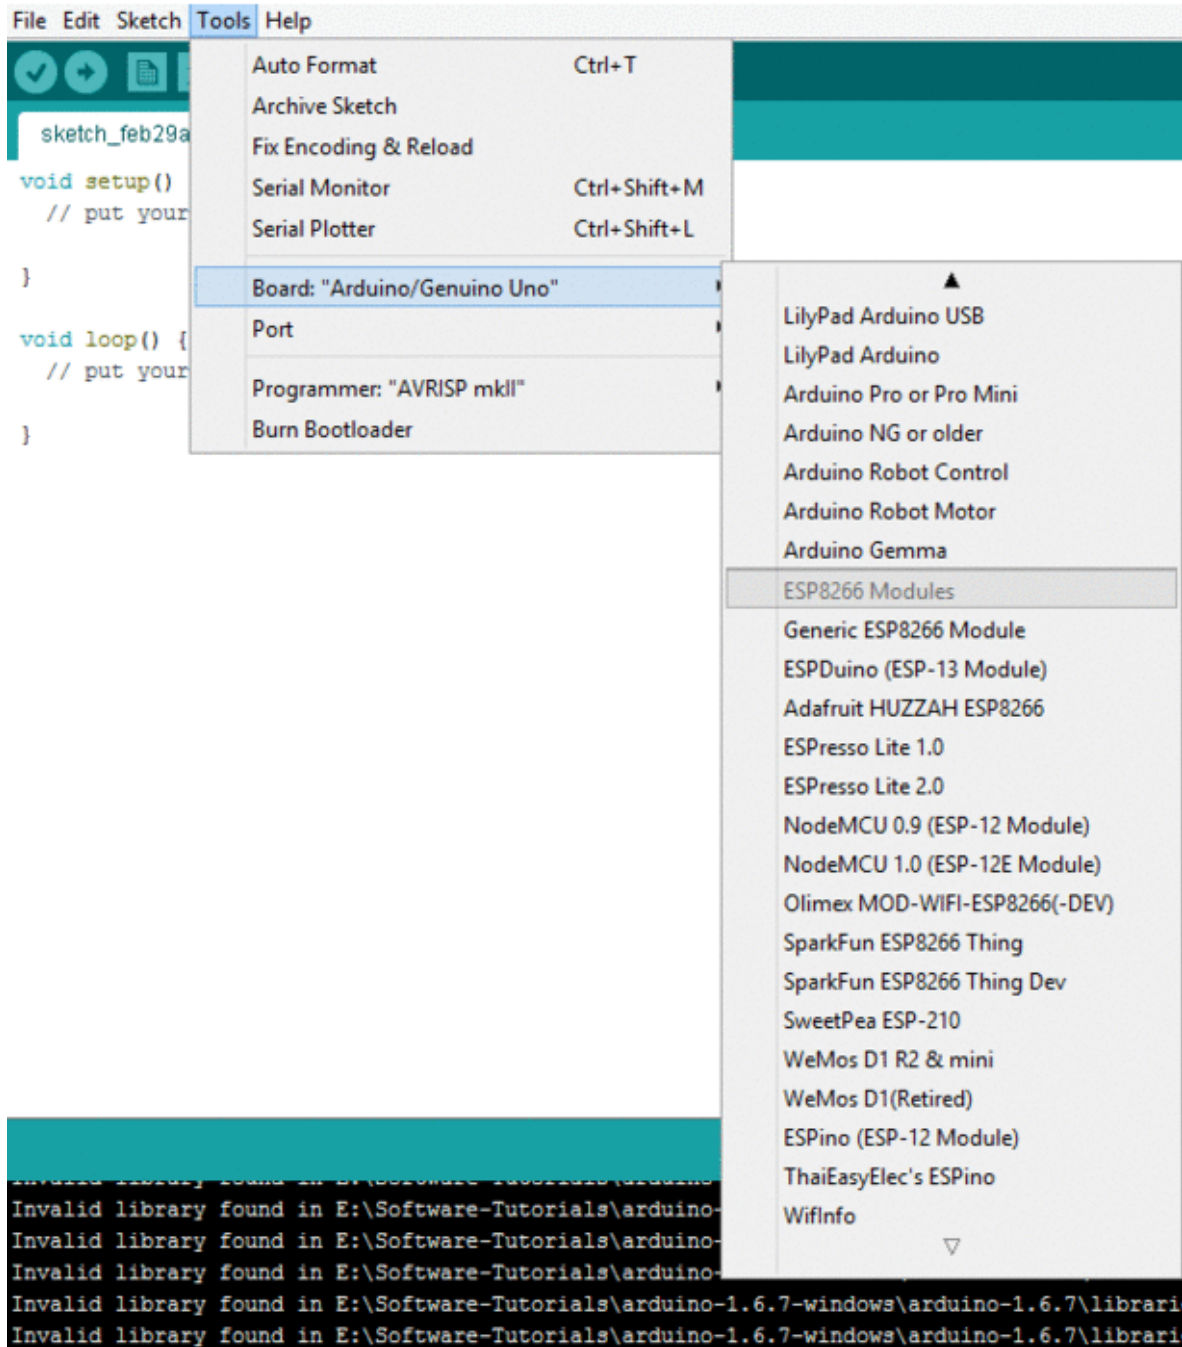 File Edit Sketch Tools Help
sketch_feb29a
void setup()
// put your
}
void loop() {
// put your
}
Auto Format Ctrl+T
Archive Sketch
Fix Encoding & Reload
Serial Monitor Ctrl+Shift+M
Serial Plotter Ctrl+Shift+L
Board: "Arduino/Genuino Uno"
Port
Programmer: "AVRISP mkII"
Burn Bootloader
LilyPad Arduino USB
LilyPad Arduino
Arduino Pro or Pro Mini
Arduino NG or older
Arduino Robot Control
Arduino Robot Motor
Arduino Gemma
ESP8266 Modules
Generic ESP8266 Module
ESPDuino (ESP-13 Module)
Adafruit HUZZAH ESP8266
ESPresso Lite 1.0
ESPresso Lite 2.0
NodeMCU 0.9 (ESP-12 Module)
NodeMCU 1.0 (ESP-12E Module)
Olimex MOD-WIFI-ESP8266(-DEV)
SparkFun ESP8266 Thing
SparkFun ESP8266 Thing Dev
SweetPea ESP-210
WeMos D1 R2 & mini
WeMos D1(Retired)
ESPino (ESP-12 Module)
ThaiEasyElec's ESPino
WifInfo
Invalid library found in E:\Software-Tutorials\arduino-
Invalid library found in E:\Software-Tutorials\arduino-
Invalid library found in E:\Software-Tutorials\arduino-
Invalid library found in E:\Software-Tutorials\arduino-
Invalid library found in E:\Software-Tutorials\arduino-1.6.7-windows\arduino-1.6.7\librari
Invalid library found in E:\Software-Tutorials\arduino-1.6.7-windows\arduino-1.6.7\librari